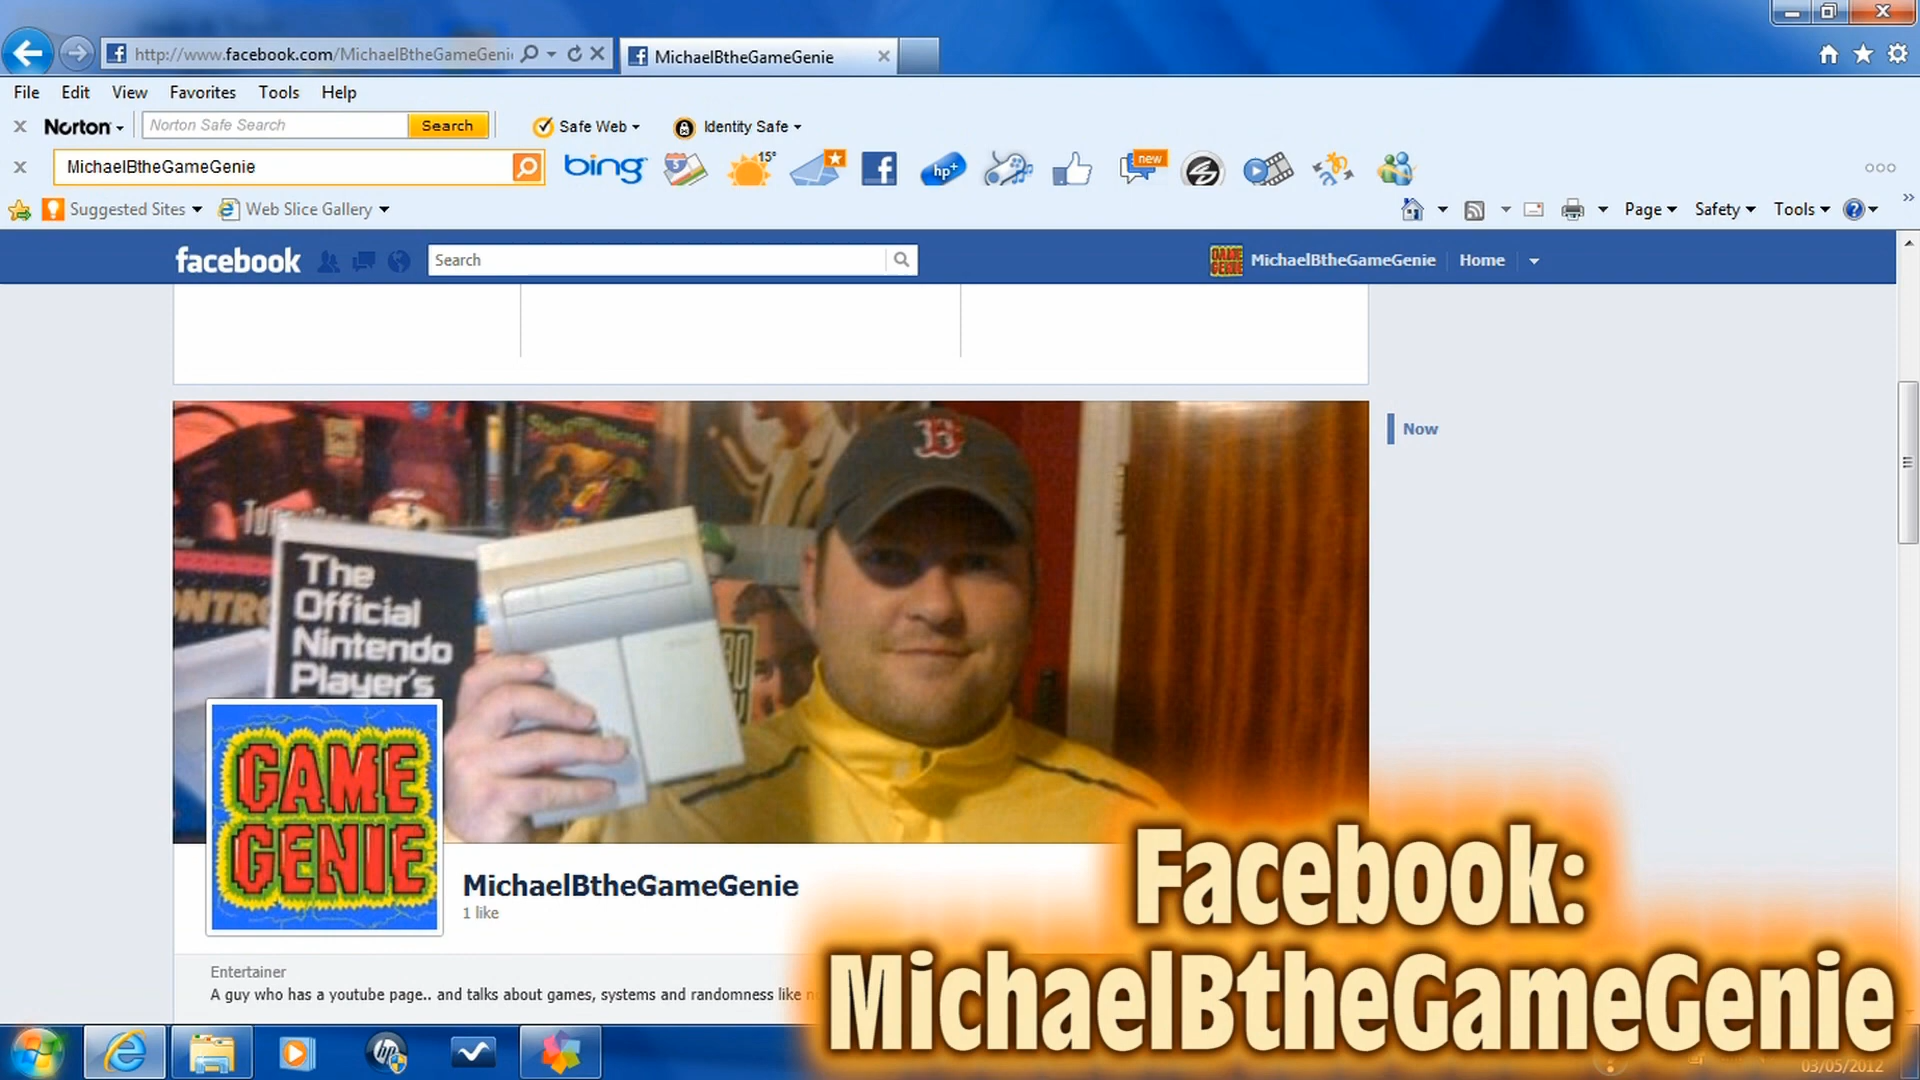 http://www.facebook.com/MichaelBtheGameGeni
MichaelBtheGameGenie
File Edit View Favorites Tools Help
Norton Norton Safe Search Search Safe Web Identity Safe
MichaelBtheGameGenie bing 15° hp+ new
Suggested Sites Web Slice Gallery Page Safety Tools
facebook Search MichaelBtheGameGenie Home
Now
B
The
Official
Nintendo
Player's
GAME
GENIE
MichaelBtheGameGenie
1 like
Entertainer
A guy who has a youtube page.. and talks about games, systems and randomness like
Facebook:
MichaelBtheGameGenie
03/05/2012